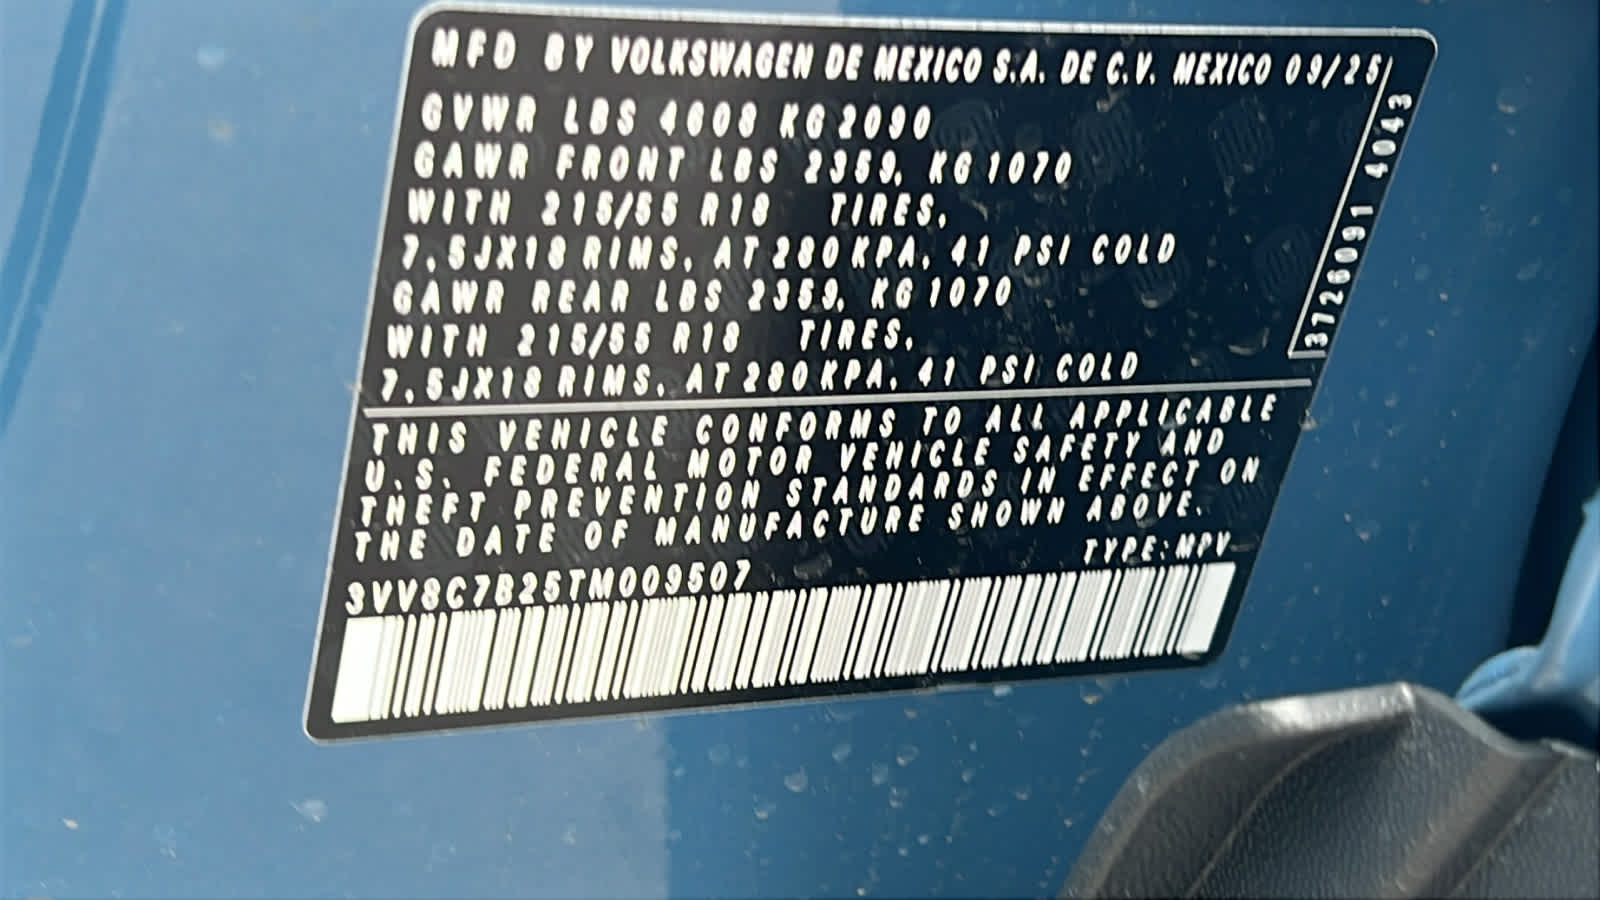 MFD BY VOLKSWAGEN DE MEXICO S.A. DE C.V. MEXICO 09/25
GVWR LBS 4608 KG 2090
GAWR FRONT LBS 2359, KG 1070
WITH 215/55 R18 TIRES,
7.5JX18 RIMS, AT 280 KPA, 41 PSI COLD
GAWR REAR LBS 2359, KG 1070
WITH 215/55 R18 TIRES,
7.5JX18 RIMS, AT 280 KPA, 41 PSI COLD
3726091 4043
THIS VEHICLE CONFORMS TO ALL APPLICABLE
U.S. FEDERAL MOTOR VEHICLE SAFETY AND
THEFT PREVENTION STANDARDS IN EFFECT ON
THE DATE OF MANUFACTURE SHOWN ABOVE.
TYPE: MPV
3VV8C7B25TM009507